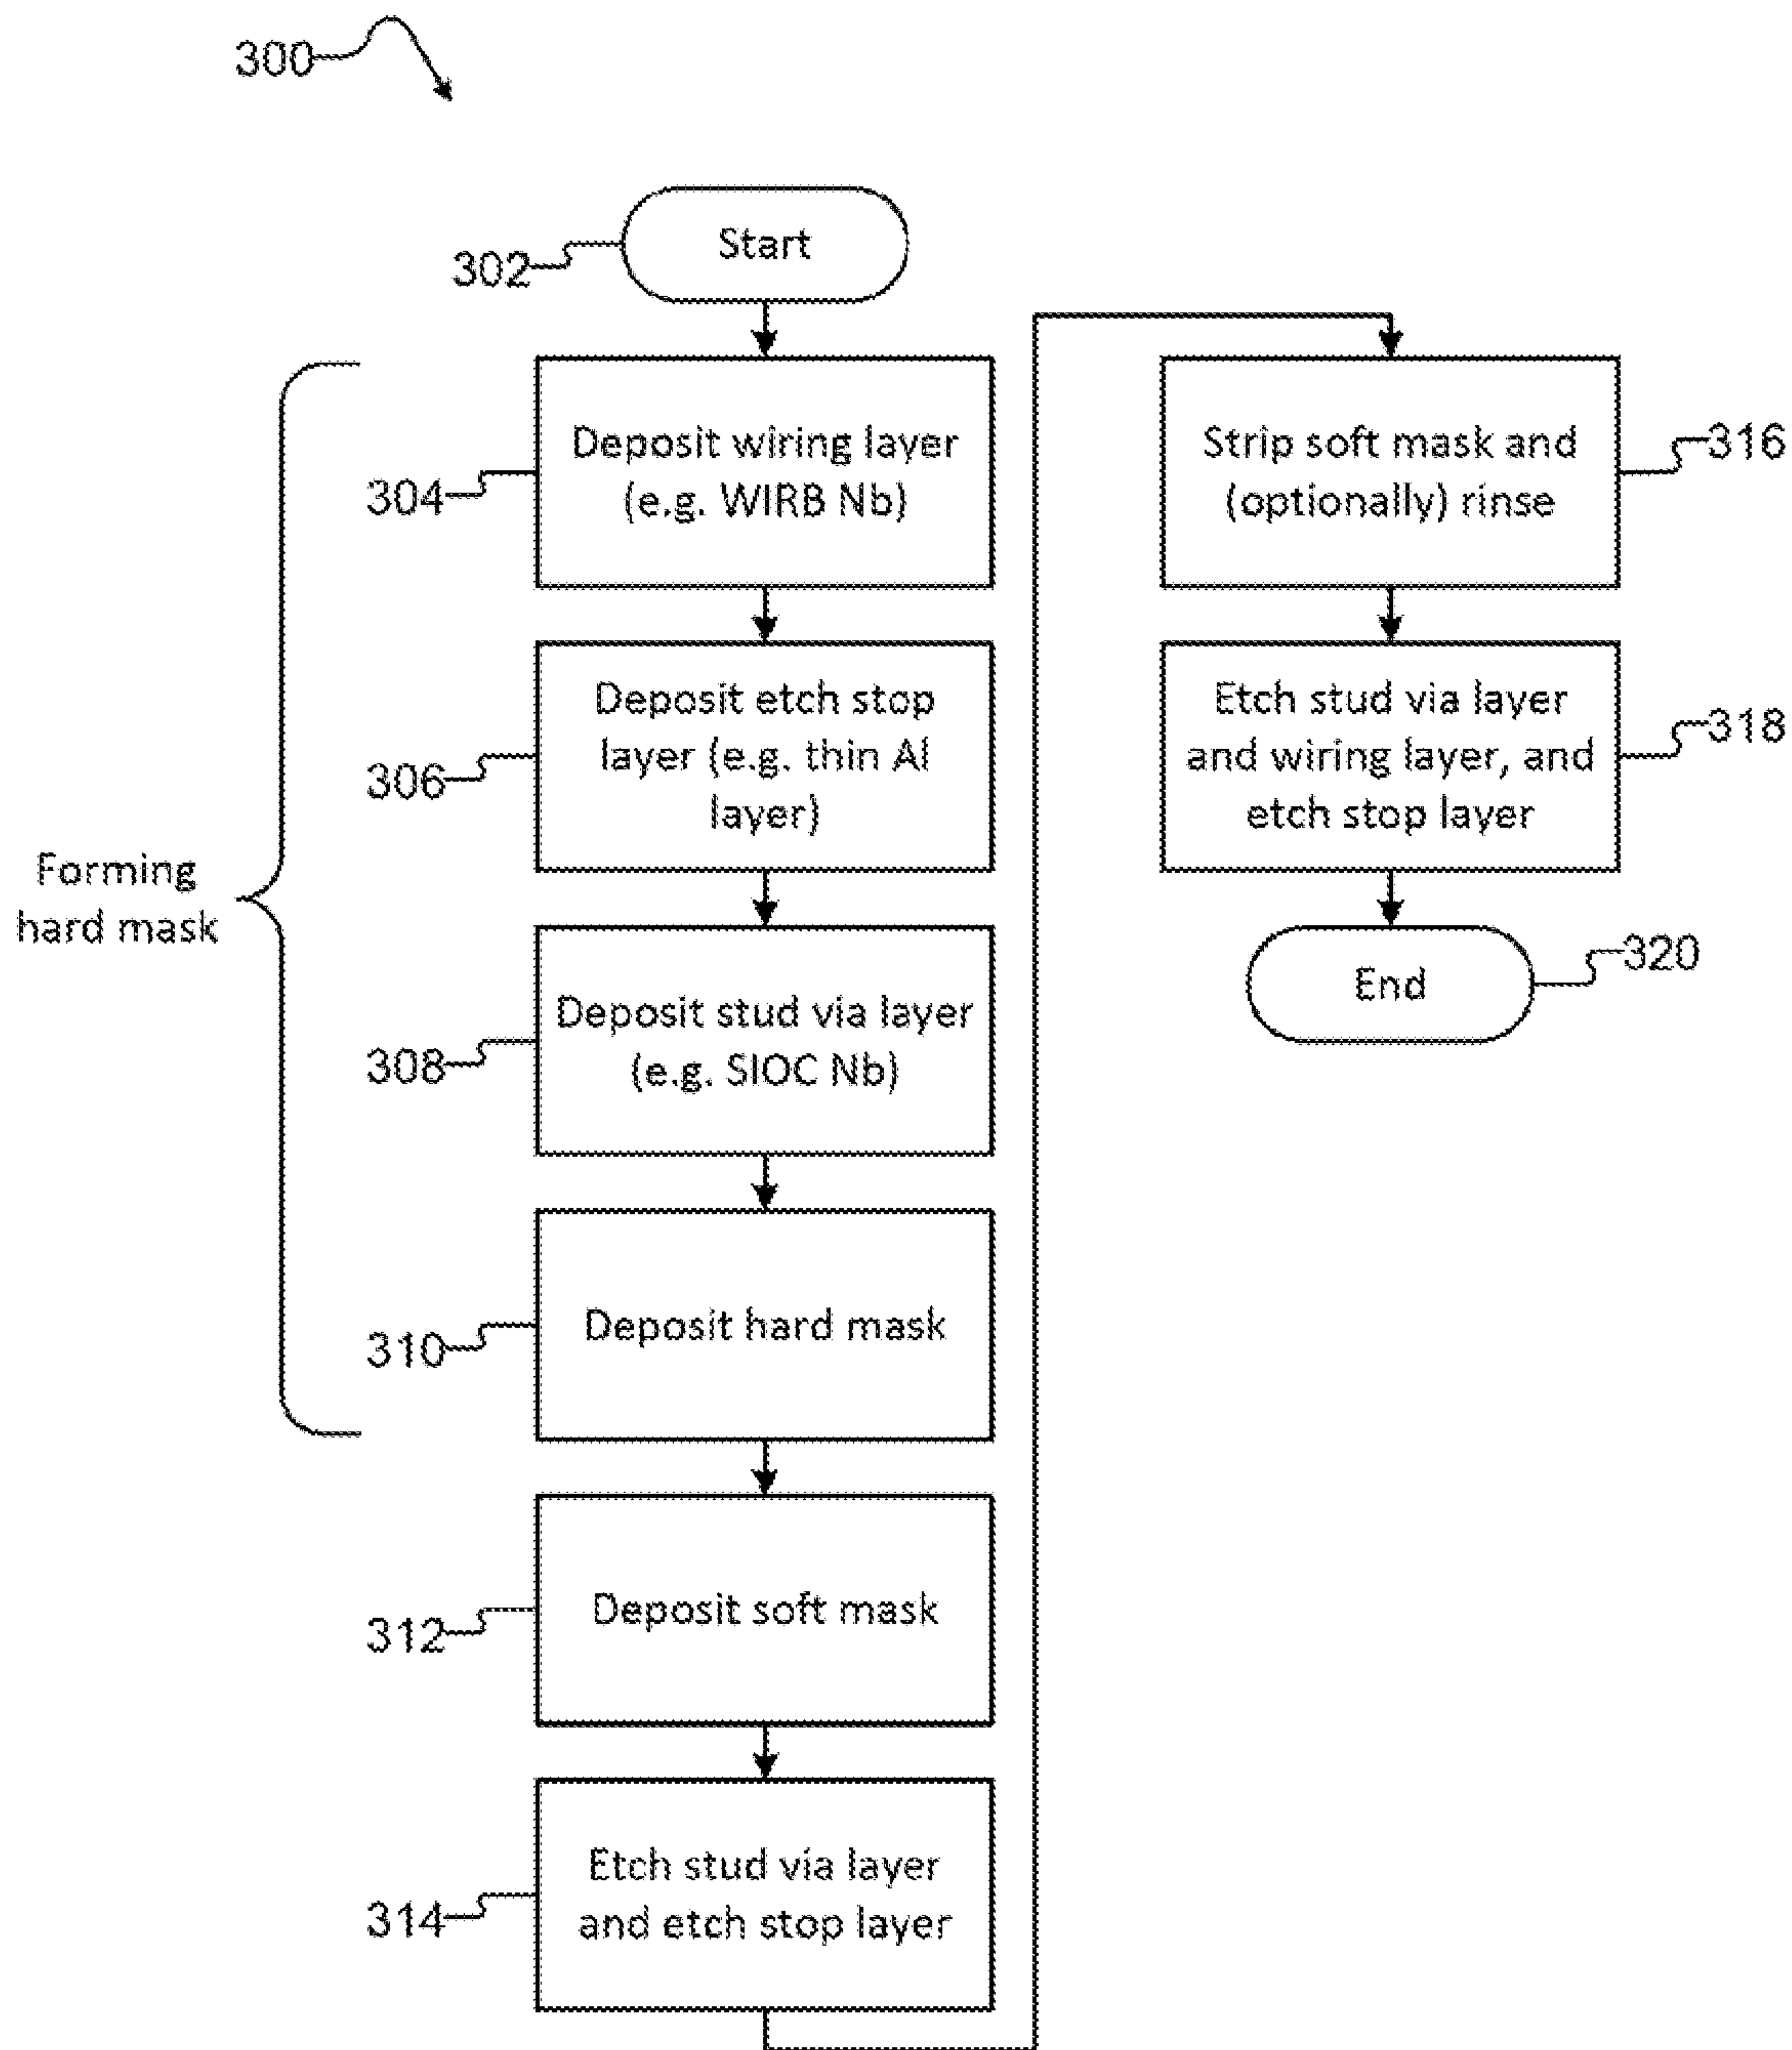 300
302
Start
Forming
hard mask
304
Deposit wiring layer
(e.g. WIRB Nb)
306
Deposit etch stop
layer (e.g. thin Al
layer)
308
Deposit stud via layer
(e.g. SIOC Nb)
310
Deposit hard mask
312
Deposit soft mask
314
Etch stud via layer
and etch stop layer
Strip soft mask and
(optionally) rinse
316
Etch stud via layer
and wiring layer, and
etch stop layer
318
End
320